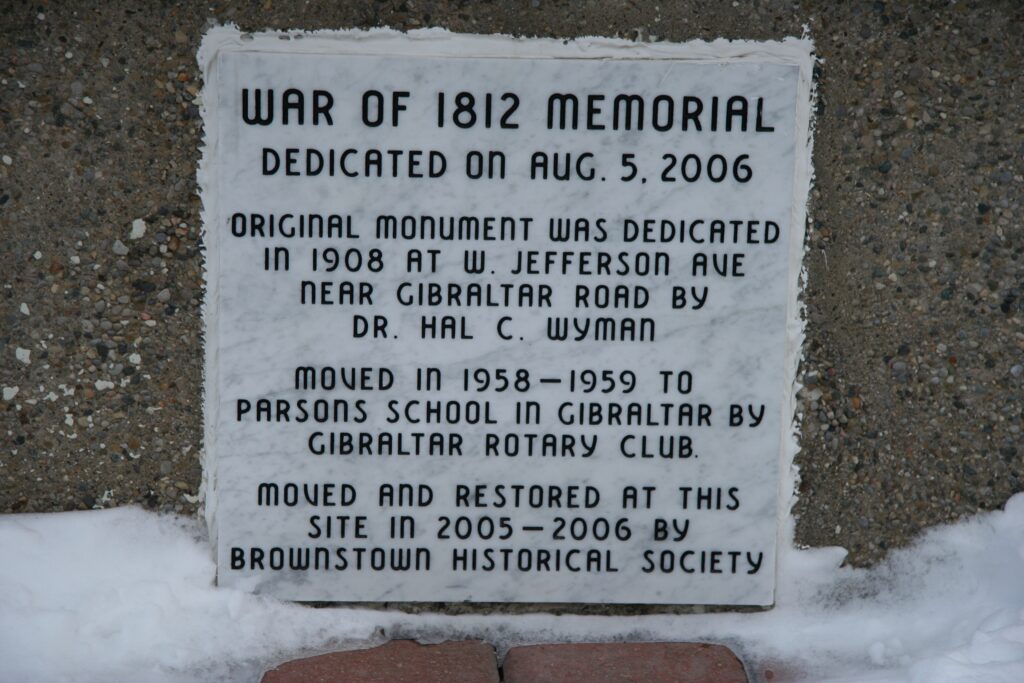 WAR OF 1812 MEMORIAL
DEDICATED ON AUG. 5, 2006
ORIGINAL MONUMENT WAS DEDICATED
IN 1908 AT W. JEFFERSON AVE
NEAR GIBRALTAR ROAD BY
DR. HAL C. WYMAN
MOVED IN 1958–1959 TO
PARSONS SCHOOL IN GIBRALTAR BY
GIBRALTAR ROTARY CLUB.
MOVED AND RESTORED AT THIS
SITE IN 2005–2006 BY
BROWNSTOWN HISTORICAL SOCIETY